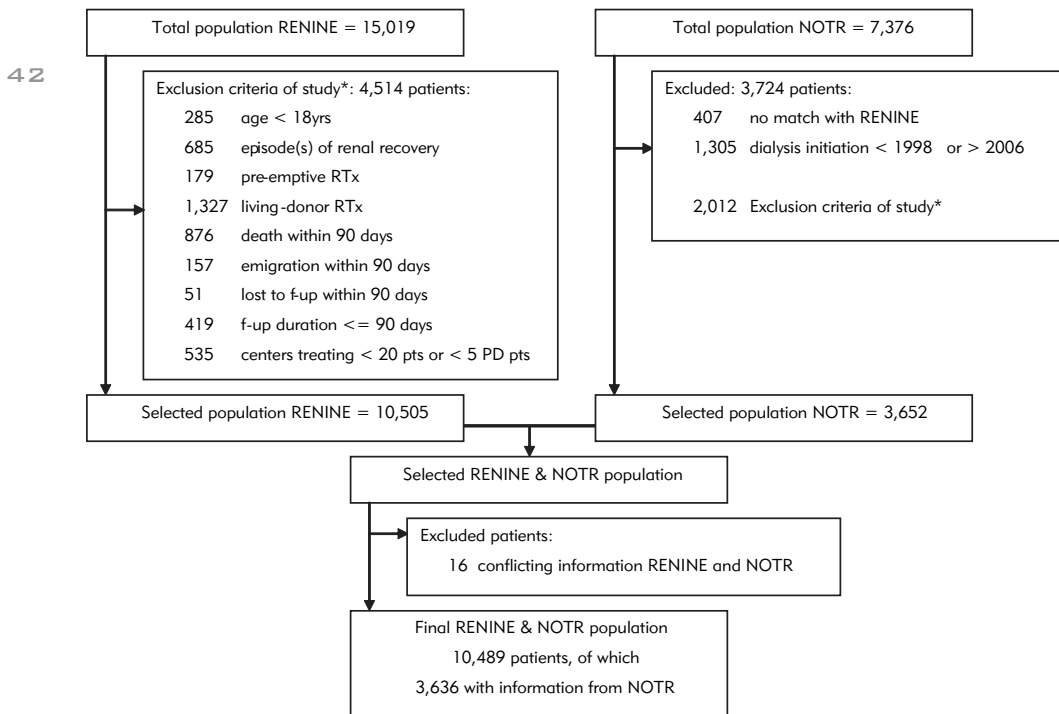 Total population RENINE = 15,019
Total population NOTR = 7,376
42
Exclusion criteria of study*: 4,514 patients:
285 age < 18yrs
685 episode(s) of renal recovery
179 pre-emptive RTx
1,327 living-donor RTx
876 death within 90 days
157 emigration within 90 days
51 lost to f-up within 90 days
419 f-up duration <= 90 days
535 centers treating < 20 pts or < 5 PD pts
Excluded: 3,724 patients:
407 no match with RENINE
1,305 dialysis initiation < 1998 or > 2006
2,012 Exclusion criteria of study*
Selected population RENINE = 10,505
Selected population NOTR = 3,652
Selected RENINE & NOTR population
Excluded patients:
16 conflicting information RENINE and NOTR
Final RENINE & NOTR population
10,489 patients, of which
3,636 with information from NOTR